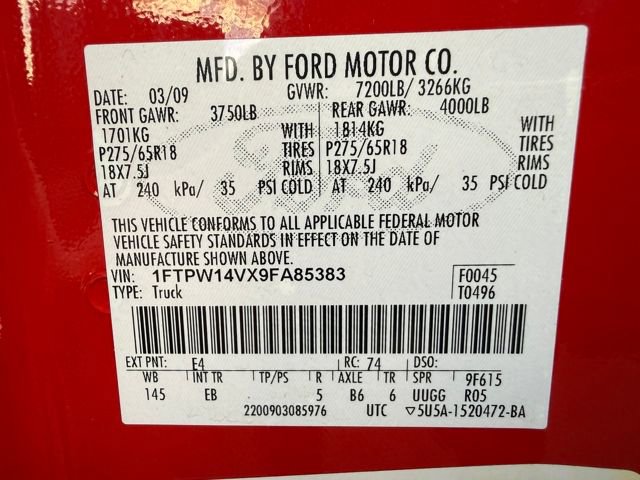 MFD. BY FORD MOTOR CO.
DATE: 03/09 GVWR: 7200LB/ 3266KG
FRONT GAWR: 3750LB REAR GAWR: 4000LB
1701KG WITH 1814KG WITH
P275/65R18 TIRES P275/65R18 TIRES
18X7.5J RIMS 18X7.5J RIMS
AT 240 kPa/ 35 PSI COLD AT 240 kPa/ 35 PSI COLD
Ford
THIS VEHICLE CONFORMS TO ALL APPLICABLE FEDERAL MOTOR
VEHICLE SAFETY STANDARDS IN EFFECT ON THE DATE OF
MANUFACTURE SHOWN ABOVE.
VIN: 1FTPW14VX9FA85383 F0045
TYPE: Truck T0496
EXT PNT: E4 RC: 74 DSO:
WB INT TR TP/PS R AXLE TR SPR 9F615
145 EB 5 B6 6 UUGG R05
2200903085976 UTC ▽5U5A-1520472-BA